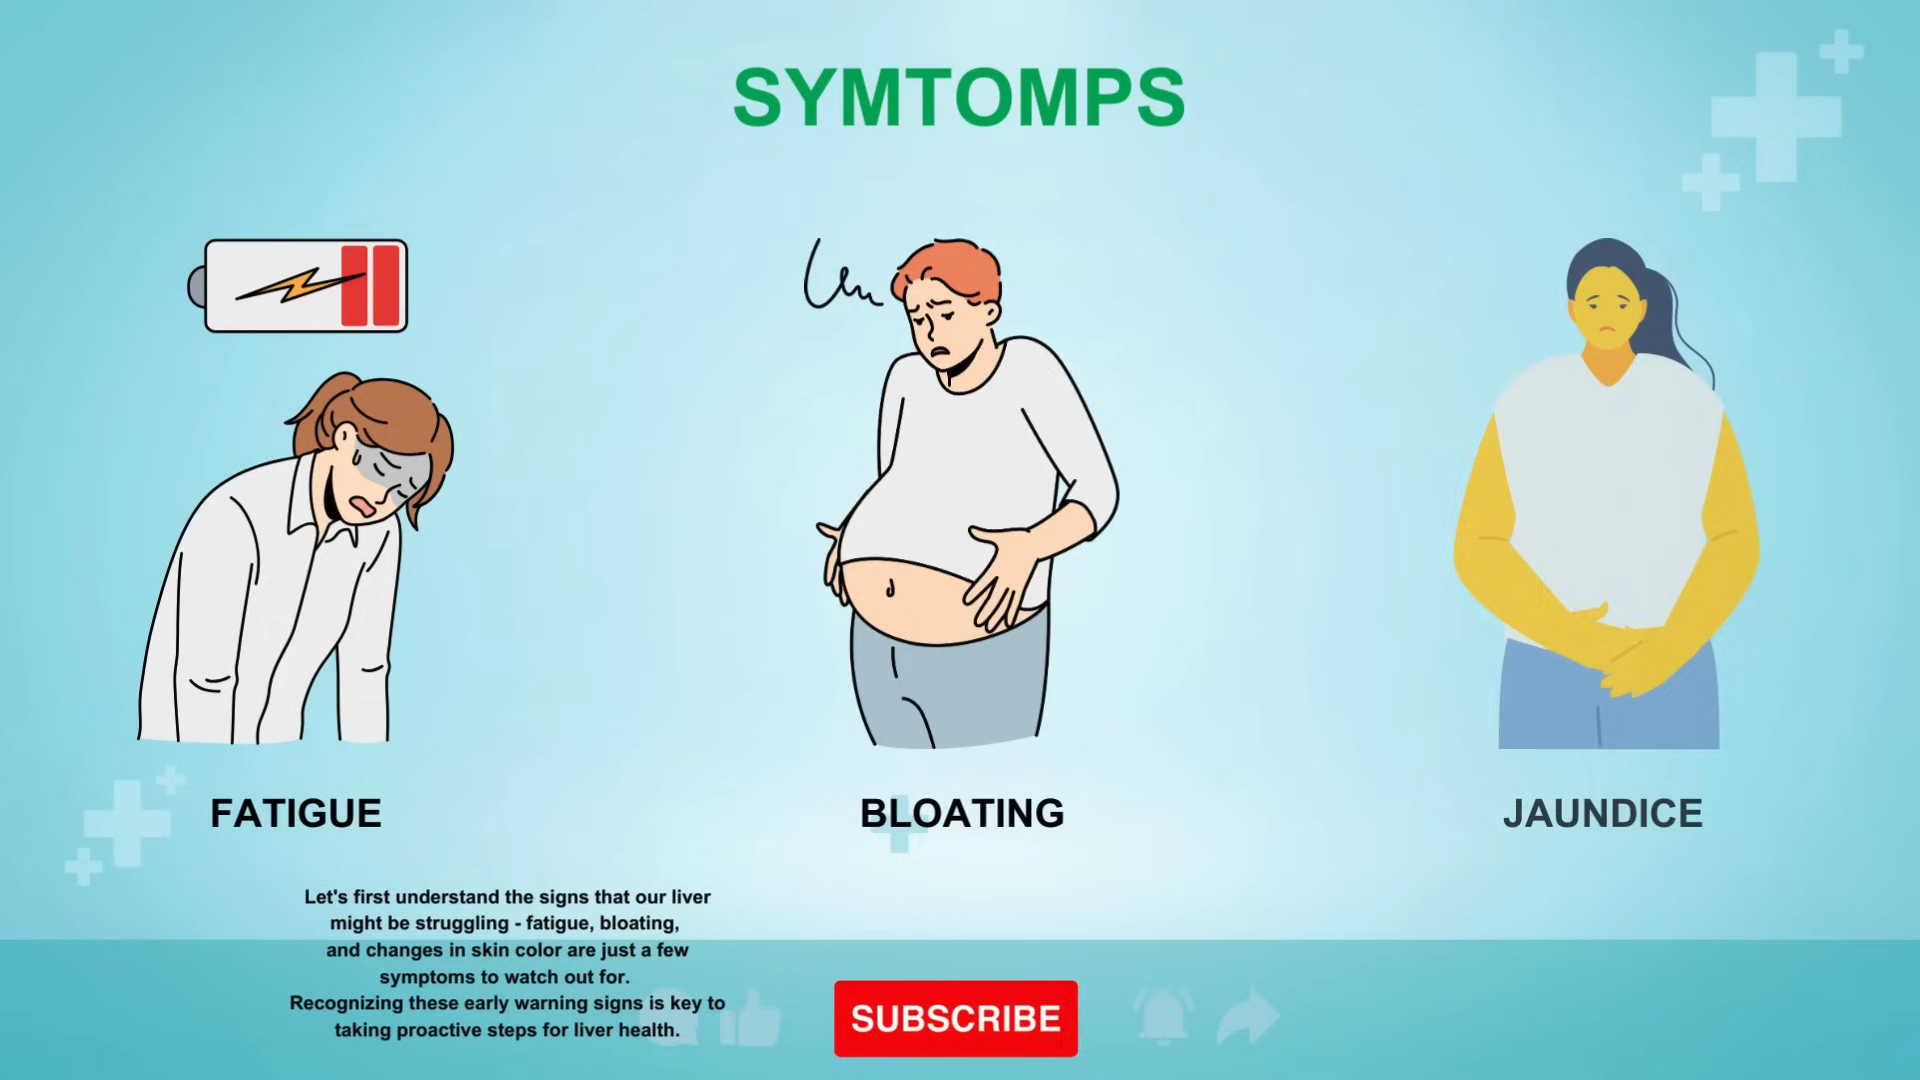 SYMTOMPS
FATIGUE
BLOATING
JAUNDICE
Let's first understand the signs that our liver
might be struggling - fatigue, bloating,
and changes in skin color are just a few
symptoms to watch out for.
Recognizing these early warning signs is key to
taking proactive steps for liver health.
SUBSCRIBE